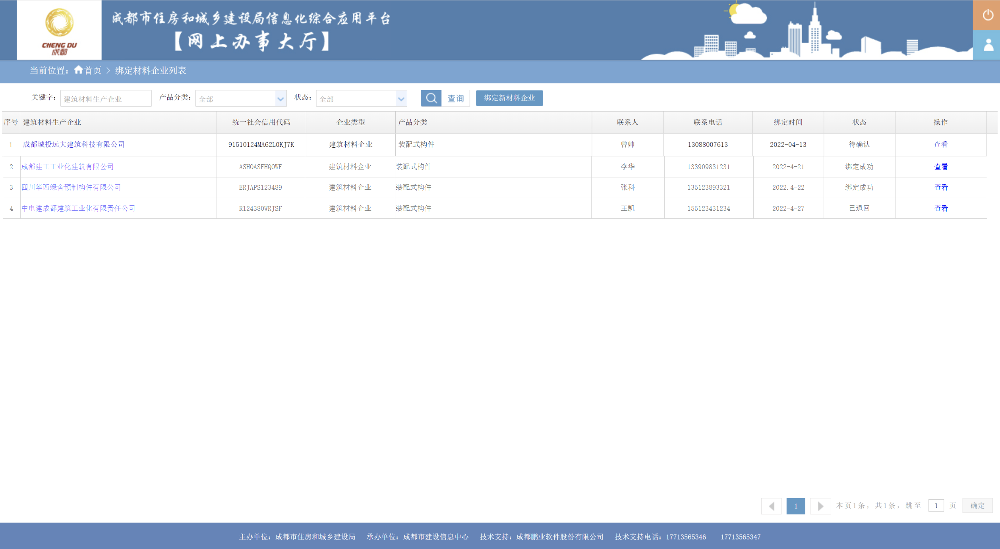 CHENG DU
成都
成都市住房和城乡建设局信息化综合应用平台
【网上办事大厅】
当前位置： 首页 > 绑定材料企业列表
关键字： 建筑材料生产企业 产品分类： 全部 状态： 全部 查询 绑定新材料企业
序号 建筑材料生产企业 统一社会信用代码 企业类型 产品分类 联系人 联系电话 绑定时间 状态 操作
1 成都城投远大建筑科技有限公司 91510124MA62L0KJ7K 建筑材料企业 装配式构件 曾帅 13088007613 2022-04-13 待确认 查看
2 成都建工工业化建筑有限公司 ASHOASFHQOWF 建筑材料企业 装配式构件 李华 133909831231 2022-4-21 绑定成功 查看
3 四川华西绿舍预制构件有限公司 ERJAPS123489 建筑材料企业 装配式构件 张科 135123893321 2022.4-22 绑定成功 查看
4 中电建成都建筑工业化有限责任公司 R124380WRJSF 建筑材料企业 装配式构件 王凯 155123431234 2022-4-27 已退回 查看
1 本页1条，共1条，跳至 1 页 确定
主办单位：成都市住房和城乡建设局 承办单位：成都市建设信息中心 技术支持：成都鹏业软件股份有限公司 技术支持电话：17713565346 17713565347